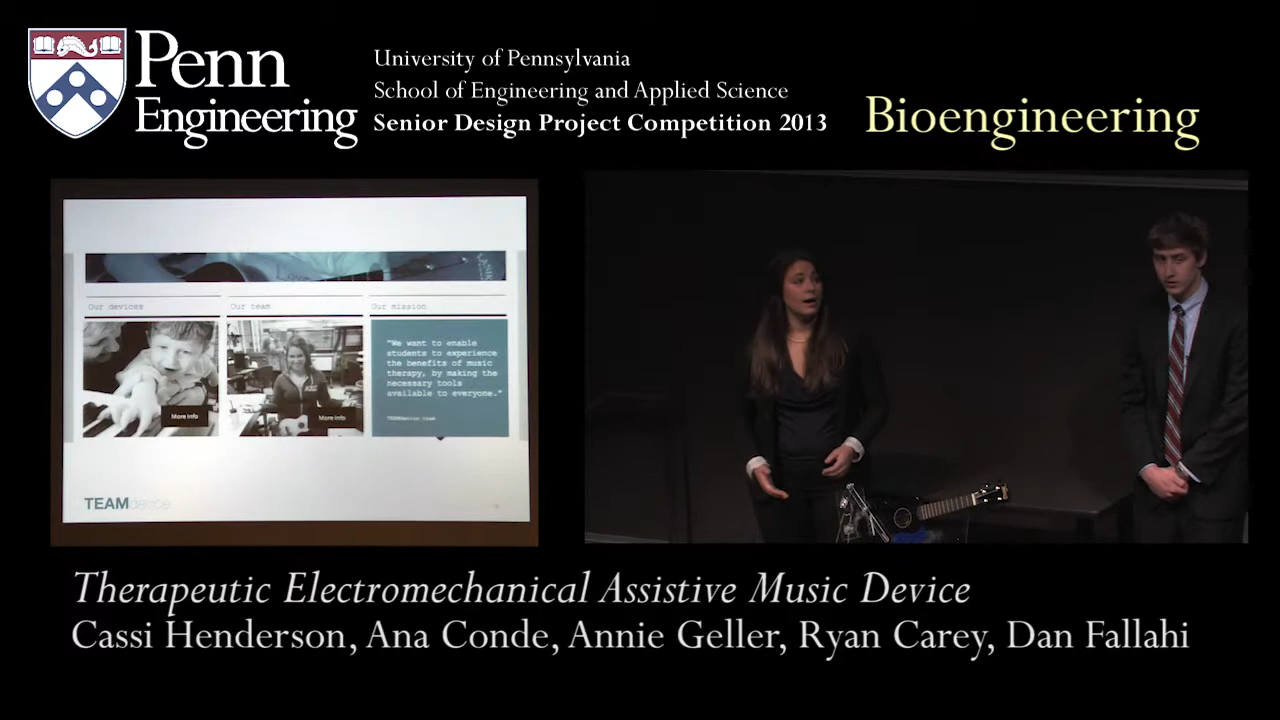 Penn
Engineering
University of Pennsylvania
School of Engineering and Applied Science
Senior Design Project Competition 2013
Bioengineering
Our devices
Our team
Our mission
"We want to enable
students to experience
the benefits of music
therapy, by making the
necessary tools
available to everyone."
More Info
More Info
TEAMdevice
Therapeutic Electromechanical Assistive Music Device
Cassi Henderson, Ana Conde, Annie Geller, Ryan Carey, Dan Fallahi